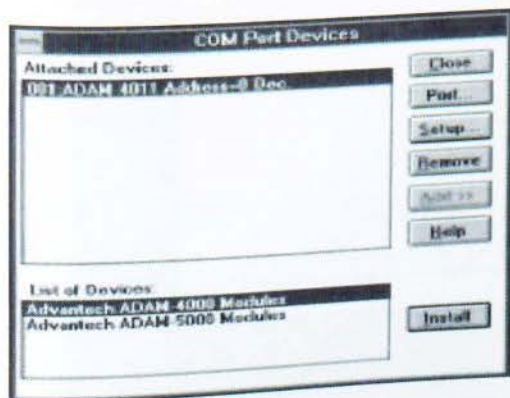 COM Port Devices
Attached Devices:
001 ADAM 4011 Address=0 Dec.
Close
Port...
Setup...
Remove
Add >>
Help
List of Devices:
Advantech ADAM-4000 Modules
Advantech ADAM-5000 Modules
Install